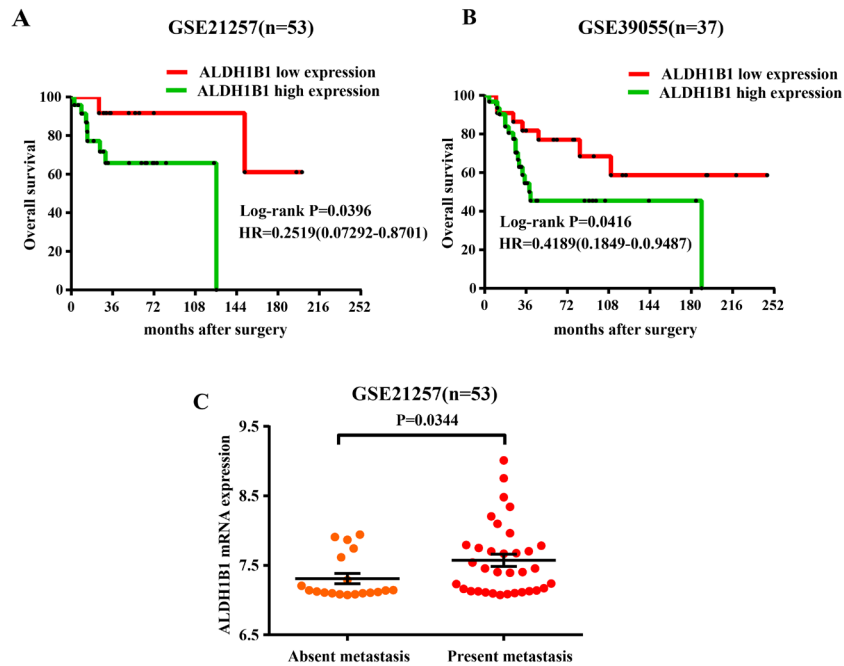 A
GSE21257(n=53)
ALDH1B1 low expression
ALDH1B1 high expression
Overall survival
100
80
60
40
20
0
Log-rank P=0.0396
HR=0.2519(0.07292-0.8701)
0 36 72 108 144 180 216 252
months after surgery
B
GSE39055(n=37)
ALDH1B1 low expression
ALDH1B1 high expression
Overall survival
100
80
60
40
20
0
Log-rank P=0.0416
HR=0.4189(0.1849-0.0.9487)
0 36 72 108 144 180 216 252
months after surgery
C
GSE21257(n=53)
P=0.0344
ALDH1B1 mRNA expression
9.5
8.5
7.5
6.5
Absent metastasis Present metastasis